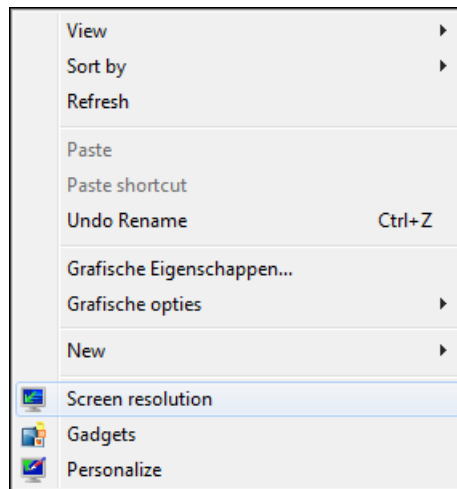 View
Sort by
Refresh
Paste
Paste shortcut
Undo Rename Ctrl+Z
Grafische Eigenschappen...
Grafische opties
New
Screen resolution
Gadgets
Personalize